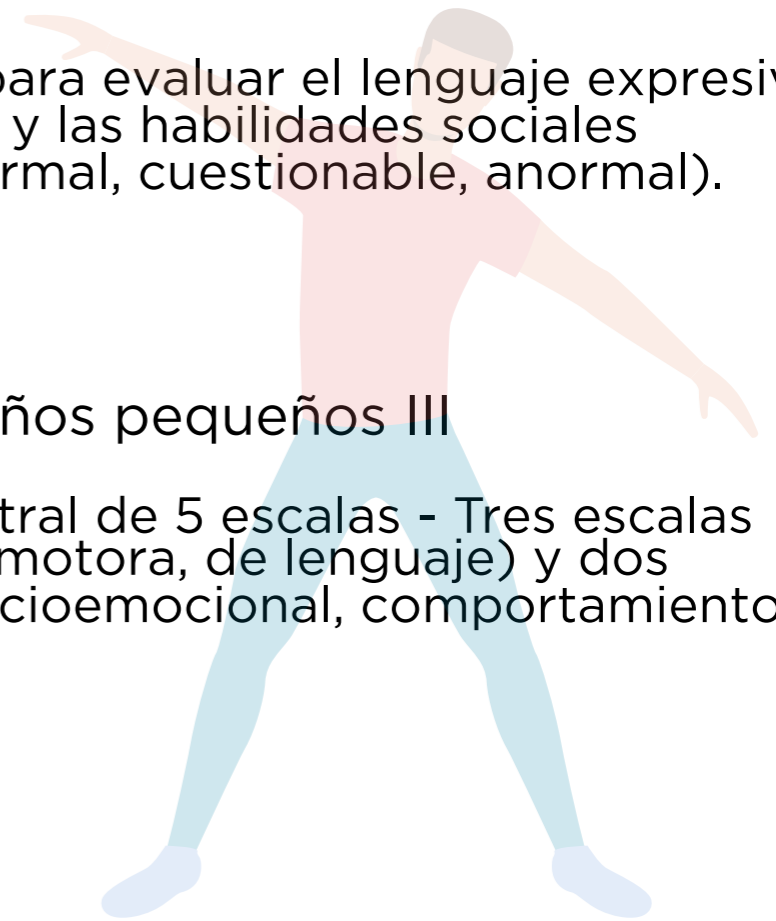 para evaluar el lenguaje expresiv
y las habilidades sociales
rmal, cuestionable, anormal).
ños pequeños III
tral de 5 escalas - Tres escalas
motora, de lenguaje) y dos
cioemocional, comportamiento